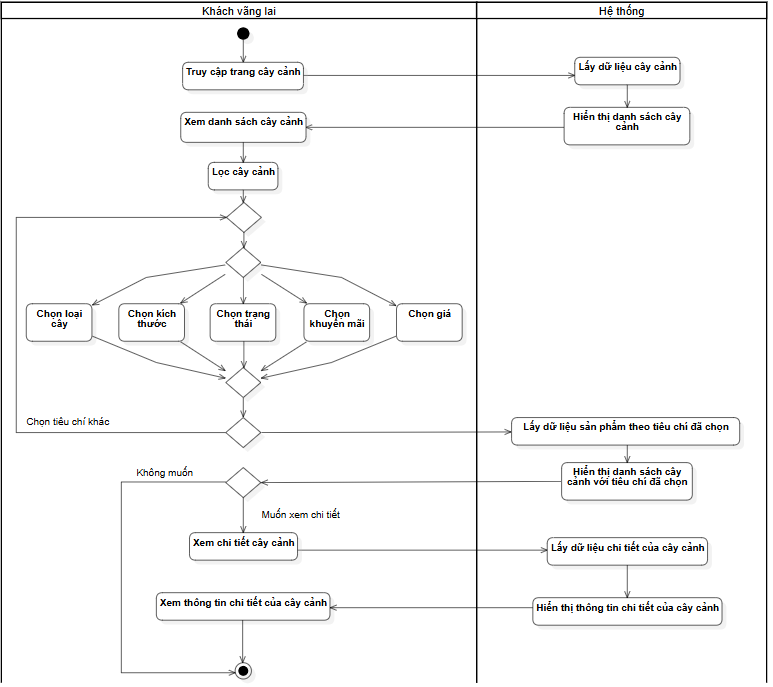 Khách vãng lai
Hệ thống
Truy cập trang cây cảnh
Lấy dữ liệu cây cảnh
Xem danh sách cây cảnh
Hiển thị danh sách cây
cảnh
Lọc cây cảnh
Chọn loại
cây
Chọn kích
thước
Chọn trạng
thái
Chọn
khuyến mãi
Chọn giá
Chọn tiêu chí khác
Lấy dữ liệu sản phẩm theo tiêu chí đã chọn
Không muốn
Hiển thị danh sách cây
cảnh với tiêu chí đã chọn
Muốn xem chi tiết
Xem chi tiết cây cảnh
Lấy dữ liệu chi tiết của cây cảnh
Xem thông tin chi tiết của cây cảnh
Hiển thị thông tin chi tiết của cây cảnh